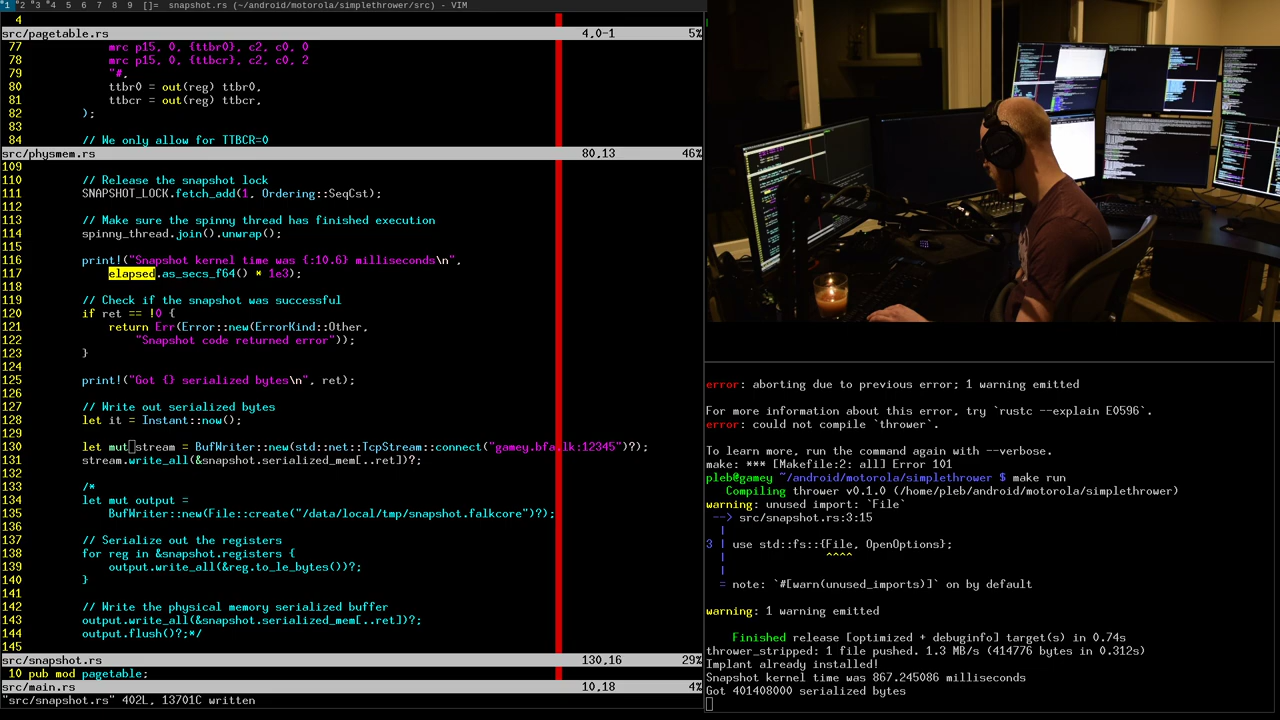 1 2 3 4 5 6 7 8 9 []= snapshot.rs (~/android/motorola/simplethrower/src) - VIM
4
src/pagetable.rs 4,0-1 5%
77 mrc p15, 0, {ttbr0}, c2, c0, 0
78 mrc p15, 0, {ttbcr}, c2, c0, 2
79 "#,
80 ttbr0 = out(reg) ttbr0,
81 ttbcr = out(reg) ttbcr,
82 );
83
84 // We only allow for TTBCR=0
src/physmem.rs 80,13 46%
109
110 // Release the snapshot lock
111 SNAPSHOT_LOCK.fetch_add(1, Ordering::SeqCst);
112
113 // Make sure the spinny thread has finished execution
114 spinny_thread.join().unwrap();
115
116 print!("Snapshot kernel time was {:10.6} milliseconds\n",
117 elapsed.as_secs_f64() * 1e3);
118
119 // Check if the snapshot was successful
120 if ret == !0 {
121 return Err(Error::new(ErrorKind::Other,
122 "Snapshot code returned error"));
123 }
124
125 print!("Got {} serialized bytes\n", ret);
126
127 // Write out serialized bytes
128 let it = Instant::now();
129
130 let mut stream = BufWriter::new(std::net::TcpStream::connect("gamey.bfalk:12345")?);
131 stream.write_all(&snapshot.serialized_mem[..ret])?;
132
133 /*
134 let mut output =
135 BufWriter::new(File::create("/data/local/tmp/snapshot.falkcore")?);
136
137 // Serialize out the registers
138 for reg in &snapshot.registers {
139 output.write_all(&reg.to_le_bytes())?;
140 }
141
142 // Write the physical memory serialized buffer
143 output.write_all(&snapshot.serialized_mem[..ret])?;
144 output.flush()?;*/
145
src/snapshot.rs 130,16 29%
10 pub mod pagetable;
src/main.rs 10,18 4%
"src/snapshot.rs" 402L, 13701C written
error: aborting due to previous error; 1 warning emitted
For more information about this error, try `rustc --explain E0596`.
error: could not compile `thrower`.
To learn more, run the command again with --verbose.
make: *** [Makefile:2: all] Error 101
pleb@gamey ~/android/motorola/simplethrower $ make run
Compiling thrower v0.1.0 (/home/pleb/android/motorola/simplethrower)
warning: unused import: `File`
--> src/snapshot.rs:3:15
|
3 | use std::fs::{File, OpenOptions};
| ^^^^
|
= note: `#[warn(unused_imports)]` on by default
warning: 1 warning emitted
Finished release [optimized + debuginfo] target(s) in 0.74s
thrower_stripped: 1 file pushed. 1.3 MB/s (414776 bytes in 0.312s)
Implant already installed!
Snapshot kernel time was 867.245086 milliseconds
Got 401408000 serialized bytes